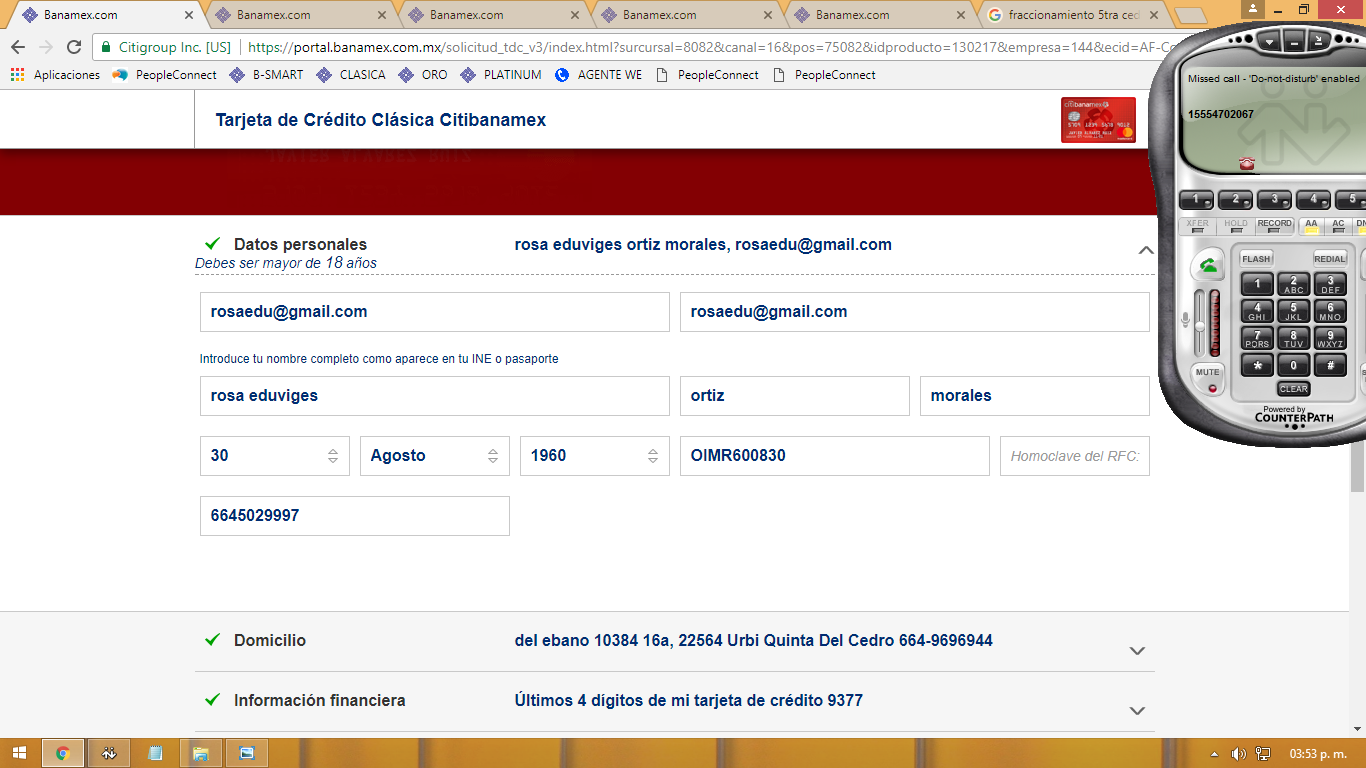 Banamex.com
Banamex.com
Banamex.com
Banamex.com
Banamex.com
fraccionamiento 5tra ced
Citigroup Inc. [US]
https://portal.banamex.com.mx/solicitud_tdc_v3/index.html?surcursal=8082&canal=16&pos=75082&idproducto=130217&empresa=144&ecid=AF-Co
Aplicaciones
PeopleConnect
B-SMART
CLASICA
ORO
PLATINUM
AGENTE WE
PeopleConnect
PeopleConnect
Tarjeta de Crédito Clásica Citibanamex
citibanamex
Datos personales
rosa eduviges ortiz morales, rosaedu@gmail.com
Debes ser mayor de 18 años
rosaedu@gmail.com
rosaedu@gmail.com
Introduce tu nombre completo como aparece en tu INE o pasaporte
rosa eduviges
ortiz
morales
30
Agosto
1960
OIMR600830
Homoclave del RFC:
6645029997
Domicilio
del ebano 10384 16a, 22564 Urbi Quinta Del Cedro 664-9696944
Información financiera
Últimos 4 dígitos de mi tarjeta de crédito 9377
Missed call - 'Do-not-disturb' enabled
15554702067
1
2
3
4
5
XFER
HOLD
RECORD
AA
AC
FLASH
REDIAL
1
2 ABC
3 DEF
4 GHI
5 JKL
6 MNO
7 PQRS
8 TUV
9 WXYZ
*
0
#
MUTE
CLEAR
Powered by
COUNTERPATH
03:53 p. m.